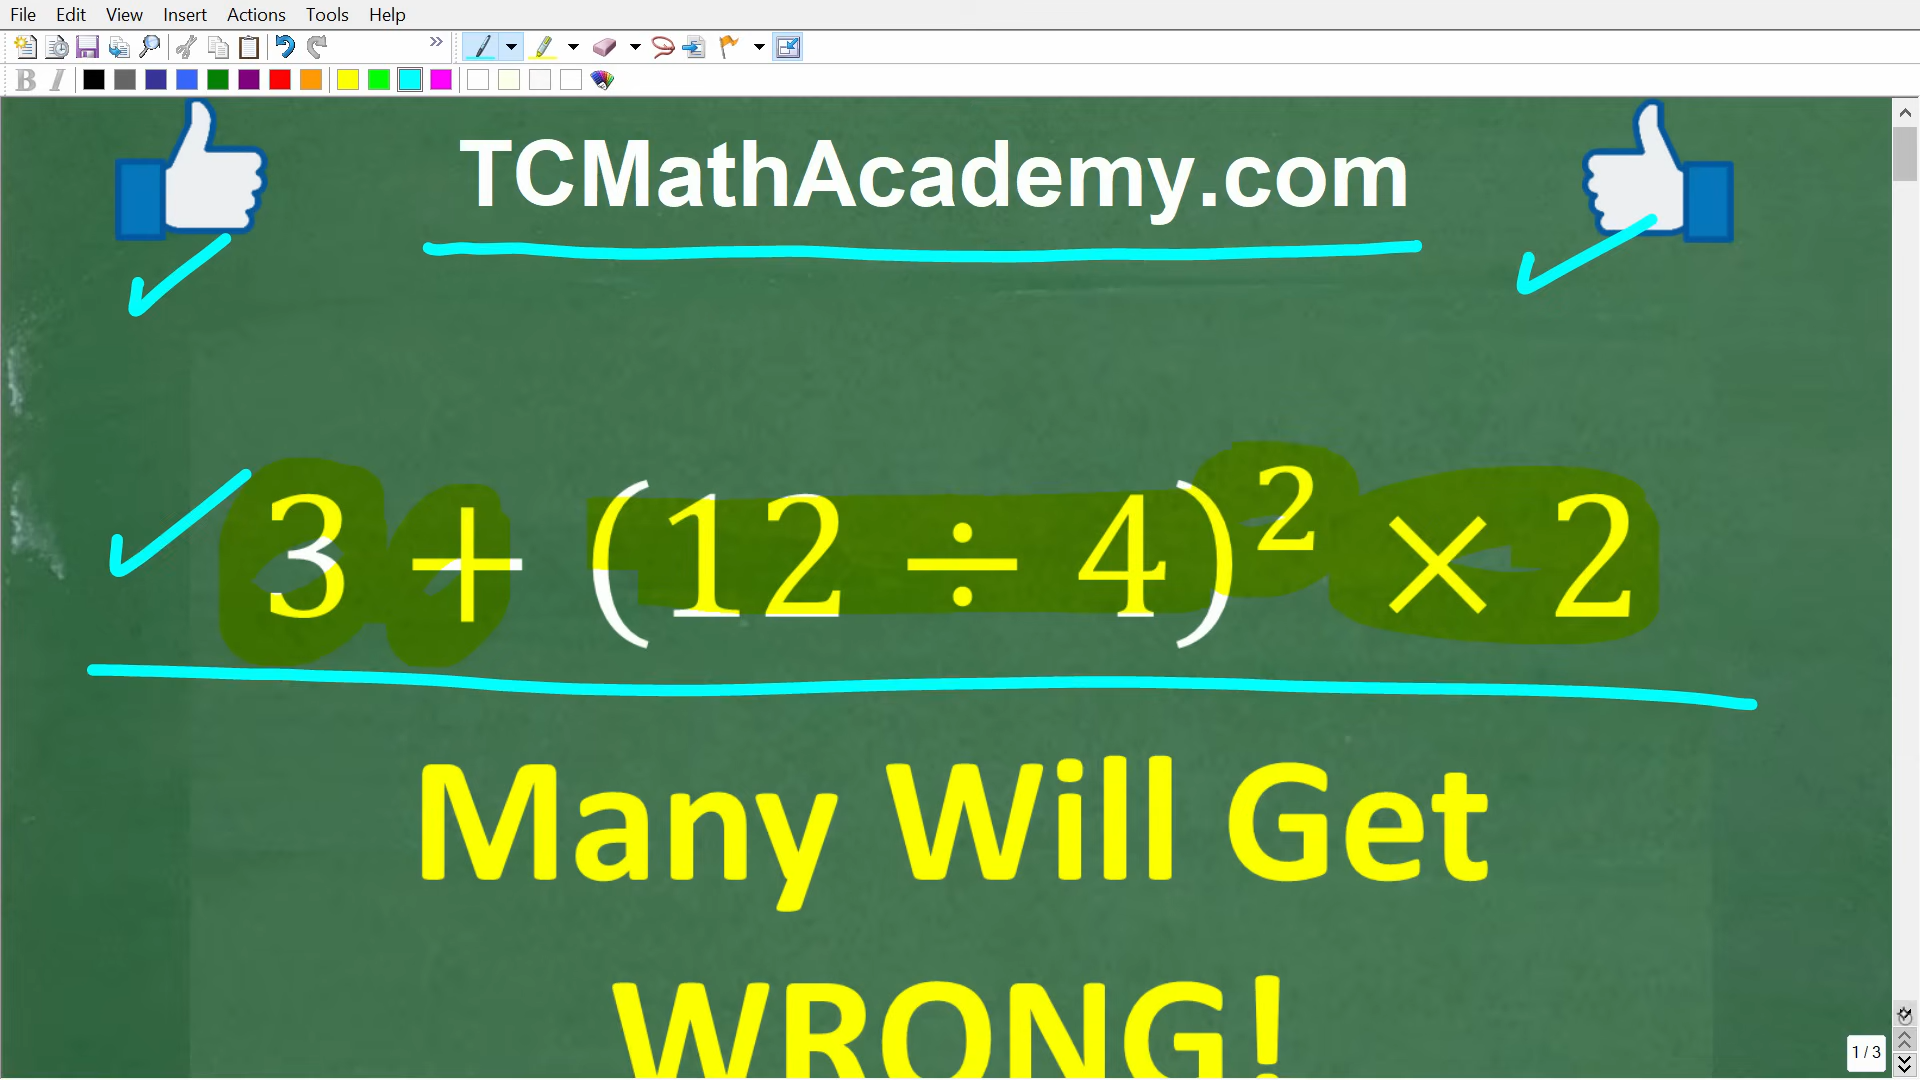 File Edit View Insert Actions Tools Help
B I
TCMathAcademy.com
3 + (12 ÷ 4)² × 2
Many Will Get
WRONG!
1 / 3